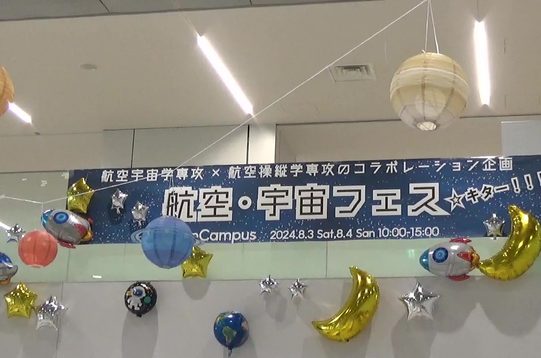 航空宇宙学専攻 × 航空操縦学専攻のコラボレーション企画
航空・宇宙フェス☆キター!!!
Campus 2024.8.3 Sat,8.4 San 10:00-15:00